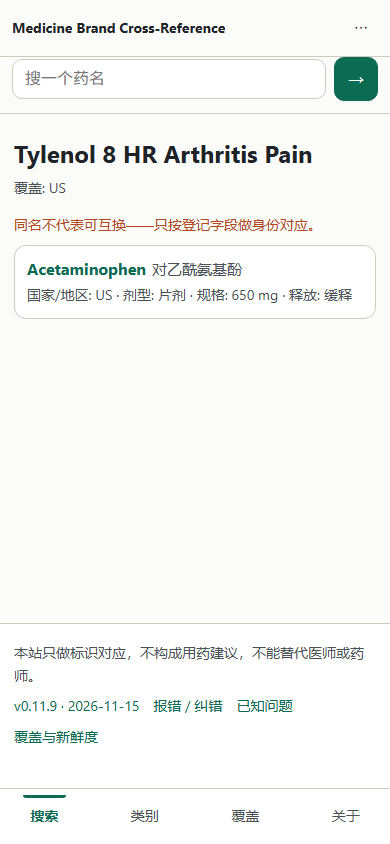 Medicine Brand Cross-Reference
⋯
搜一个药名
→
Tylenol 8 HR Arthritis Pain
覆盖: US
同名不代表可互换——只按登记字段做身份对应。
Acetaminophen 对乙酰氨基酚
国家/地区: US · 剂型: 片剂 · 规格: 650 mg · 释放: 缓释
本站只做标识对应，不构成用药建议，不能替代医师或药
师。
v0.11.9 · 2026-11-15 报错 / 纠错 已知问题
覆盖与新鲜度
搜索 类别 覆盖 关于